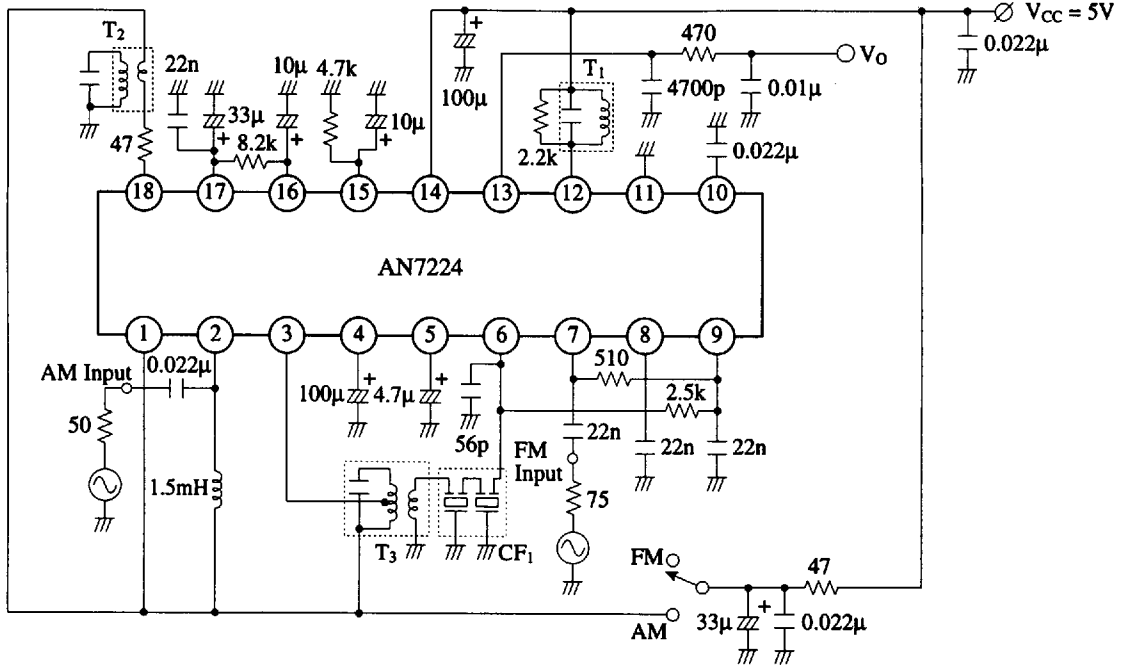 T2
22n
33μ
8.2k
10μ
4.7k
10μ
47
100μ
T1
2.2k
470
VO
4700p
0.01μ
0.022μ
VCC = 5V
0.022μ
18 17 16 15 14 13 12 11 10
AN7224
1 2 3 4 5 6 7 8 9
AM Input
0.022μ
50
1.5mH
100μ
4.7μ
56p
510
2.5k
22n
22n
22n
FM
Input
75
T3
CF1
FM
AM
47
33μ
0.022μ